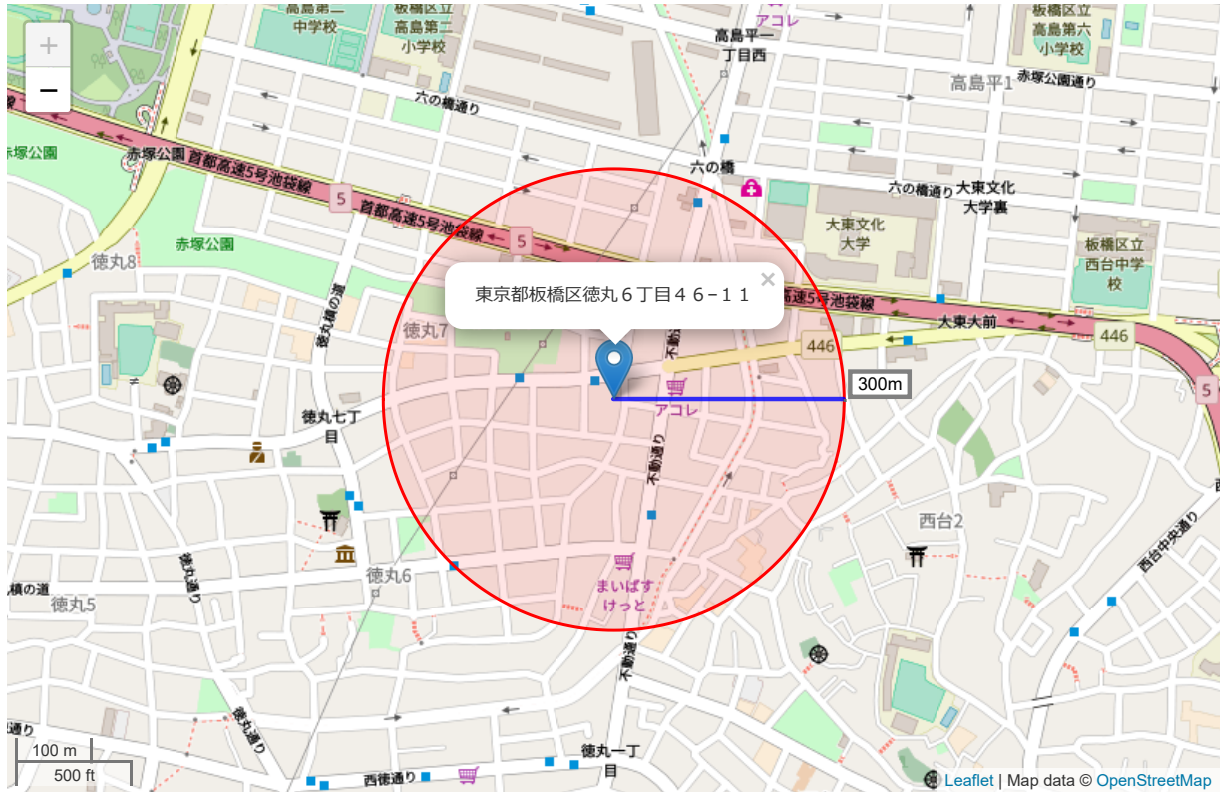 高島第二
中学校
板橋区立
高島第二
小学校
アコレ
高島平一
丁目西
板橋区立
高島第六
小学校
高島平1
赤塚公園通り
+
−
六の橋通り
赤塚公園
首都高速5号池袋線
六の橋
六の橋通り
大東文化
大学裏
5
首都高速5号池袋線
5
大東文化
大学
赤塚公園
板橋区立
西台中学
校
徳丸8
東京都板橋区徳丸６丁目４６−１１
×
高速5号池袋線
徳丸槙の道
徳丸7
大東大前
446
446
300m
5
アコレ
徳丸七丁
目
不動通り
西台2
西台中央通り
まいばす
けっと
徳丸6
徳丸通り
槙の道
徳丸5
不動通り
徳丸通り
100 m
500 ft
徳丸一丁
目
西徳通り
Leaflet | Map data © OpenStreetMap